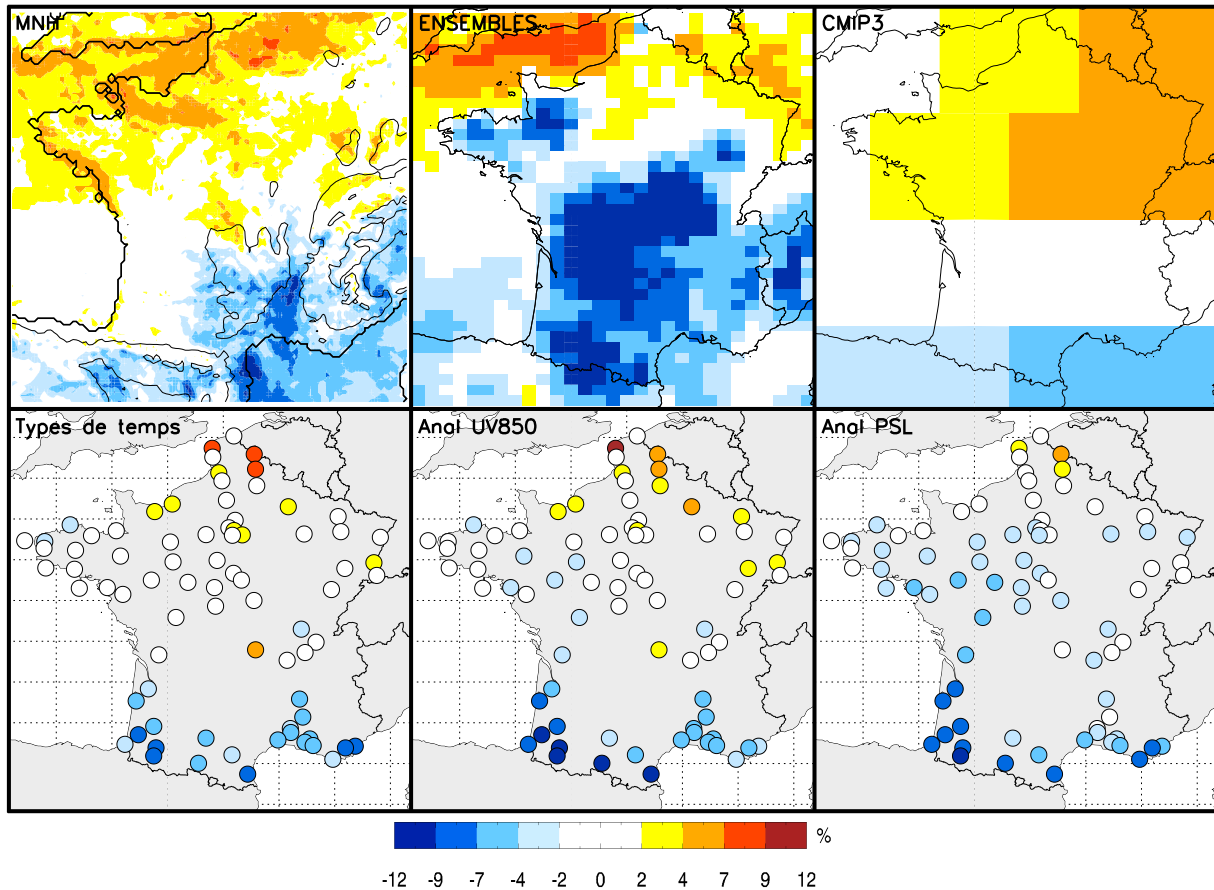 MNH
ENSEMBLES
CMIP3
Types de temps
Anal UV850
Anal PSL
%
-12 -9 -7 -4 -2 0 2 4 7 9 12